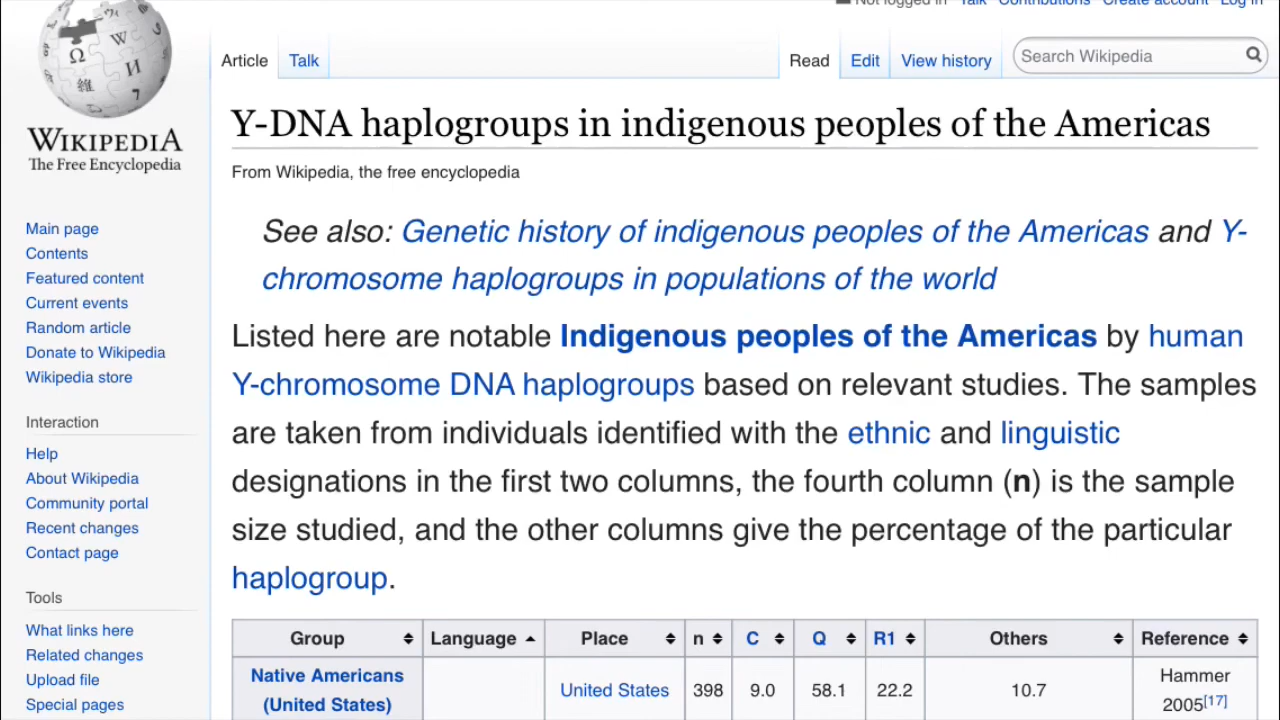 Not logged in Talk Contributions Create account Log in
Article Talk Read Edit View history Search Wikipedia
WIKIPEDIA
The Free Encyclopedia
Main page
Contents
Featured content
Current events
Random article
Donate to Wikipedia
Wikipedia store
Interaction
Help
About Wikipedia
Community portal
Recent changes
Contact page
Tools
What links here
Related changes
Upload file
Special pages
Y-DNA haplogroups in indigenous peoples of the Americas
From Wikipedia, the free encyclopedia
See also: Genetic history of indigenous peoples of the Americas and Y-
chromosome haplogroups in populations of the world
Listed here are notable Indigenous peoples of the Americas by human
Y-chromosome DNA haplogroups based on relevant studies. The samples
are taken from individuals identified with the ethnic and linguistic
designations in the first two columns, the fourth column (n) is the sample
size studied, and the other columns give the percentage of the particular
haplogroup.
Group Language Place n C Q R1 Others Reference
Native Americans
(United States) United States 398 9.0 58.1 22.2 10.7 Hammer
2005[17]